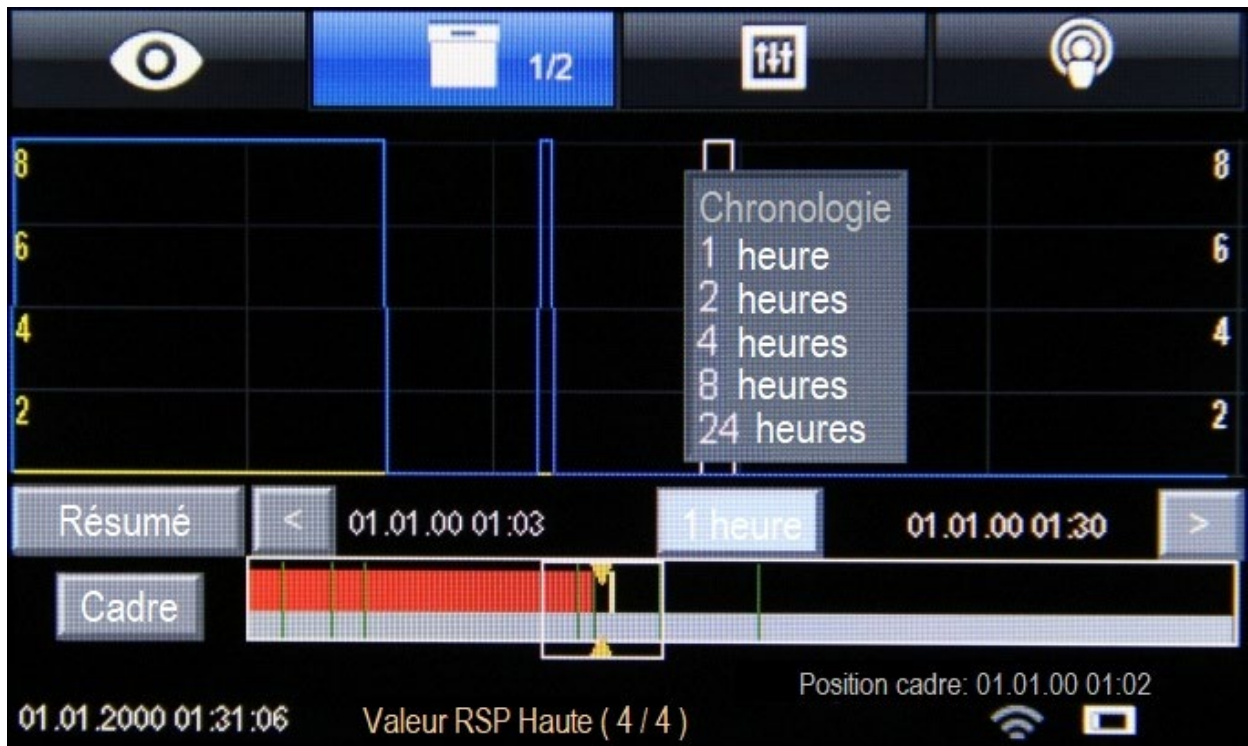 1/2
8 8
6 6
4 4
2 2
Chronologie
1 heure
2 heures
4 heures
8 heures
24 heures
Résumé < 01.01.00 01:03 1 heure 01.01.00 01:30 >
Cadre
Position cadre: 01.01.00 01:02
01.01.2000 01:31:06 Valeur RSP Haute ( 4 / 4 )